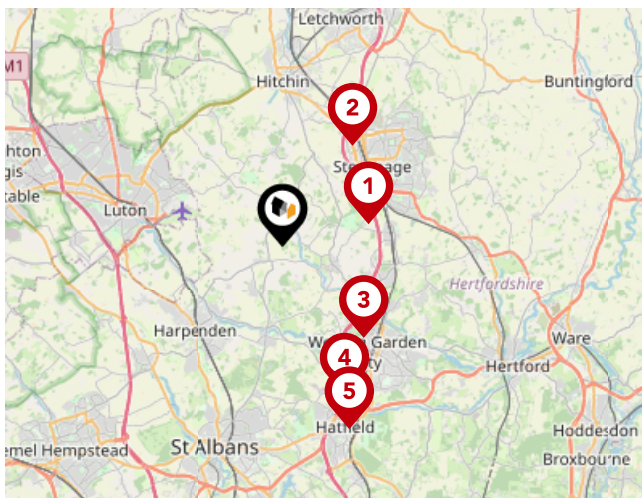 Letchworth
M1
Hitchin
Buntingford
2
ghton
gis
Stevenage
table
1
Luton
Hertfordshire
3
Harpenden
Welwyn Garden
City
Ware
4
Hertford
5
Hatfield
St Albans
Hoddesdon
emel Hempstead
Broxbourne